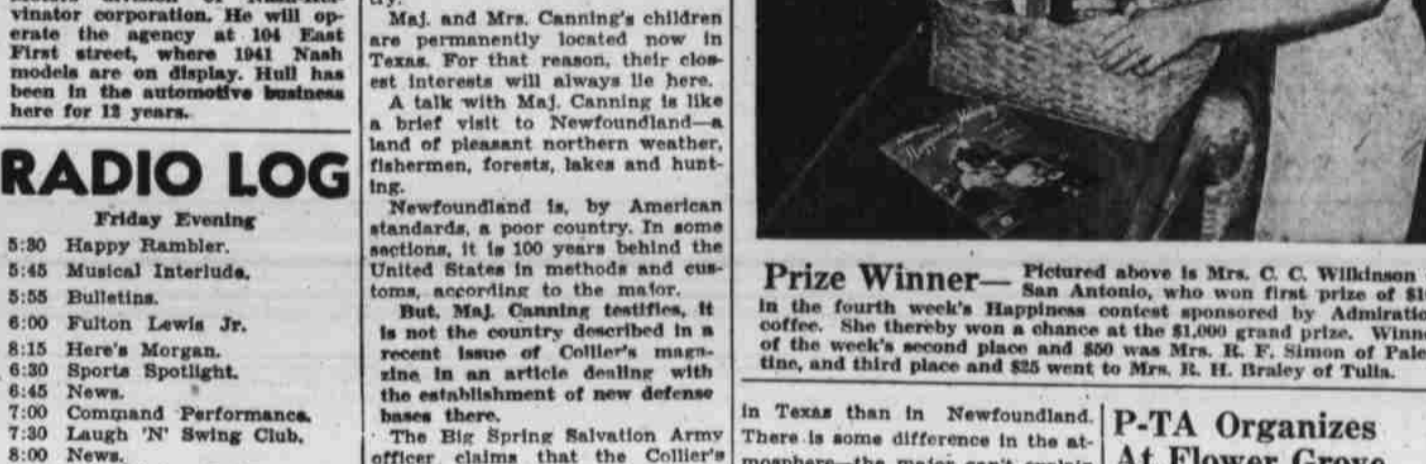 vinator corporation. He will op-
erate the agency at 104 East
First street, where 1941 Nash
models are on display. Hull has
been in the automotive business
here for 12 years.
RADIO LOG
Friday Evening
5:30 Happy Rambler.
5:45 Musical Interlude.
5:55 Bulletins.
6:00 Fulton Lewis Jr.
8:15 Here's Morgan.
6:30 Sports Spotlight.
6:45 News.
7:00 Command Performance.
7:30 Laugh 'N' Swing Club.
8:00 News.
try.
Maj. and Mrs. Canning's children
are permanently located now in
Texas. For that reason, their clos-
est interests will always lie here.
A talk with Maj. Canning is like
a brief visit to Newfoundland—a
land of pleasant northern weather,
fishermen, forests, lakes and hunt-
ing.
Newfoundland is, by American
standards, a poor country. In some
sections, it is 100 years behind the
United States in methods and cus-
toms, according to the major.
But, Maj. Canning testifies, it
is not the country described in a
recent issue of Collier's maga-
zine in an article dealing with
the establishment of new defense
bases there.
The Big Spring Salvation Army
officer claims that the Collier's
Prize Winner— Pictured above is Mrs. C. C. Wilkinson
San Antonio, who won first prize of
in the fourth week's Happiness contest sponsored by
coffee. She thereby won a chance at the $1,000 grand prize.
of the week's second place and $50 was Mrs. R. F. Simon of
tine, and third place and $25 went to Mrs. R. H. Braley of Tulia.
in Texas than in Newfoundland.
There is some difference in the at-
mosphere—the major can't explain
P-TA Organizes
At Flower Grove